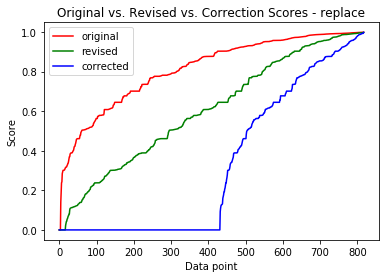 Original vs. Revised vs. Correction Scores - replace
original
revised
corrected
Score
1.0
0.8
0.6
0.4
0.2
0.0
0 100 200 300 400 500 600 700 800
Data point